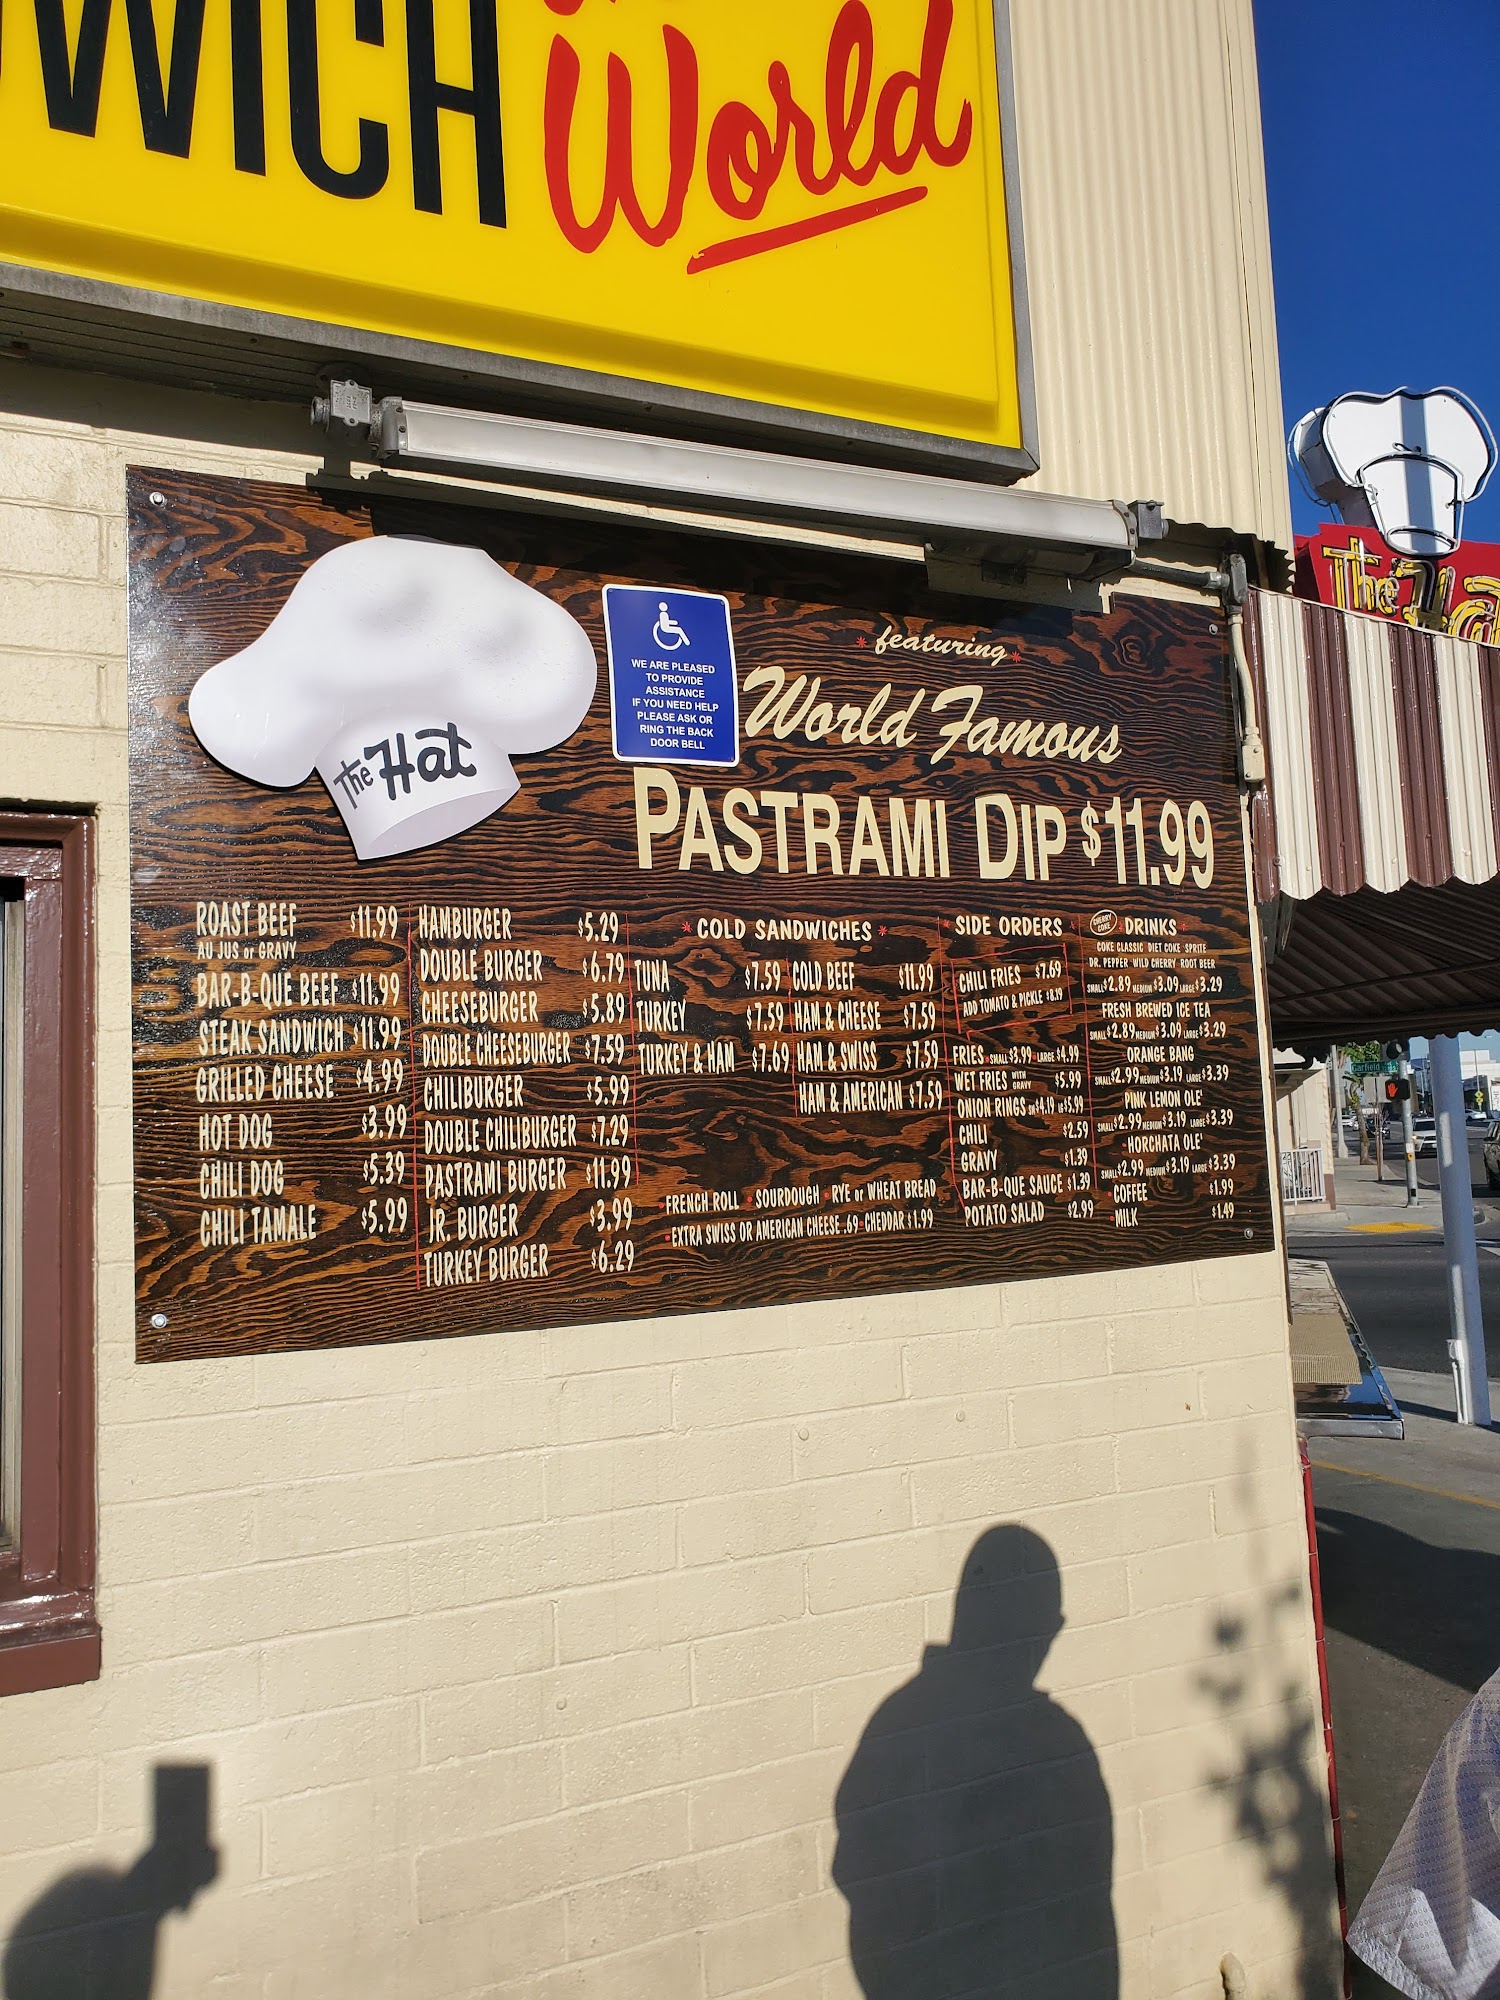 WICH
World
The Hat
WE ARE PLEASED
TO PROVIDE
ASSISTANCE
IF YOU NEED HELP
PLEASE ASK OR
RING THE BACK
DOOR BELL
featuring
World Famous
PASTRAMI DIP $11.99
ROAST BEEF $11.99
AU JUS or GRAVY
BAR-B-QUE BEEF $11.99
STEAK SANDWICH $11.99
GRILLED CHEESE $4.99
HOT DOG $3.99
CHILI DOG $5.39
CHILI TAMALE $5.99
HAMBURGER $5.29
DOUBLE BURGER $6.79
CHEESEBURGER $5.89
DOUBLE CHEESEBURGER $7.59
CHILIBURGER $5.99
DOUBLE CHILIBURGER $7.29
PASTRAMI BURGER $11.99
JR. BURGER $3.99
TURKEY BURGER $6.29
COLD SANDWICHES
TUNA $7.59
TURKEY $7.59
TURKEY & HAM $7.69
COLD BEEF $11.99
HAM & CHEESE $7.59
HAM & SWISS $7.59
HAM & AMERICAN $7.59
FRENCH ROLL SOURDOUGH RYE or WHEAT BREAD
EXTRA SWISS OR AMERICAN CHEESE .69 CHEDDAR $1.99
SIDE ORDERS
CHILI FRIES $7.69
ADD TOMATO & PICKLE $8.19
FRIES SMALL $3.99 LARGE $4.99
WET FRIES WITH GRAVY $5.99
ONION RINGS SM $4.19 LG $5.99
CHILI $2.59
GRAVY $1.39
BAR-B-QUE SAUCE $1.39
POTATO SALAD $2.99
CHERRY COKE DRINKS
COKE CLASSIC DIET COKE SPRITE
DR. PEPPER WILD CHERRY ROOT BEER
SMALL $2.89 MEDIUM $3.09 LARGE $3.29
FRESH BREWED ICE TEA
SMALL $2.89 MEDIUM $3.09 LARGE $3.29
ORANGE BANG
SMALL $2.99 MEDIUM $3.19 LARGE $3.39
PINK LEMON OLE'
SMALL $2.99 MEDIUM $3.19 LARGE $3.39
HORCHATA OLE'
SMALL $2.99 MEDIUM $3.19 LARGE $3.39
COFFEE $1.99
MILK $1.49
The Ha
Garfield